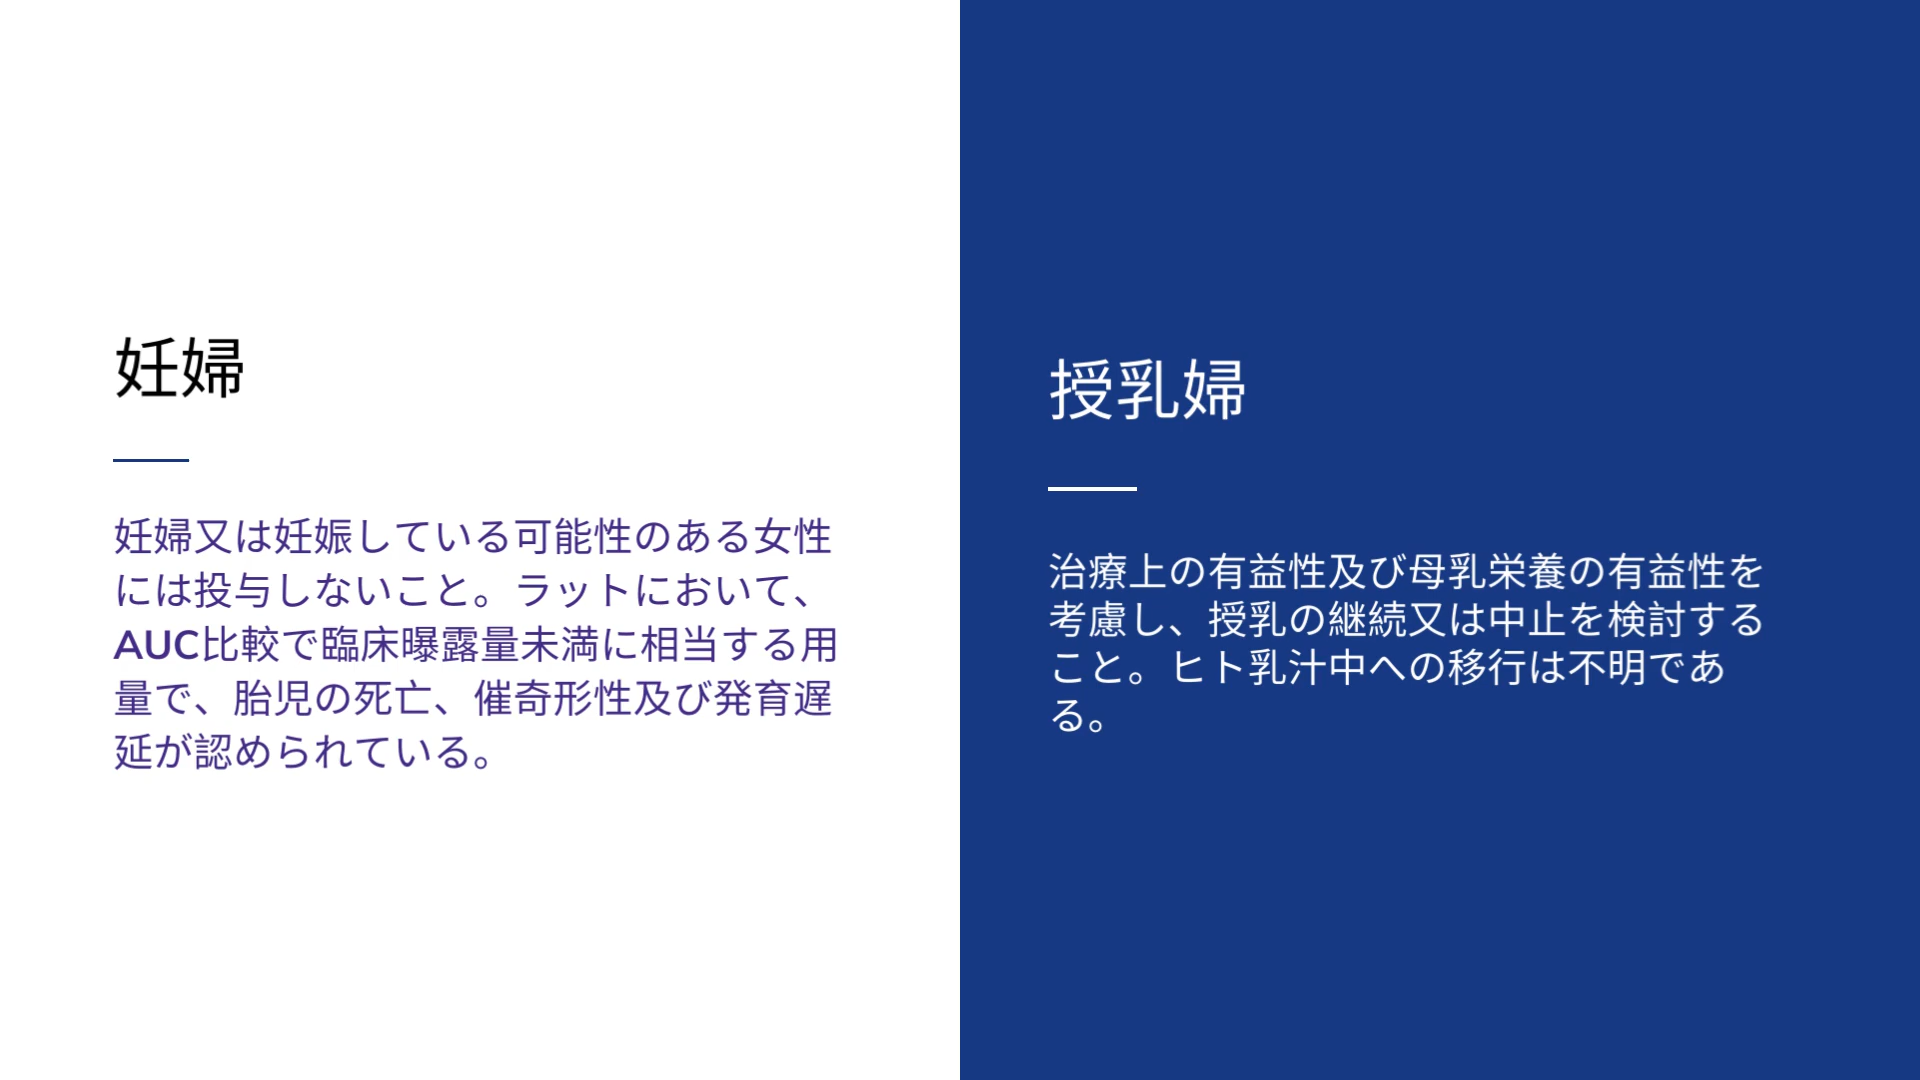 妊婦
妊婦又は妊娠している可能性のある女性
には投与しないこと。ラットにおいて、
AUC比較で臨床曝露量未満に相当する用
量で、胎児の死亡、催奇形性及び発育遅
延が認められている。
授乳婦
治療上の有益性及び母乳栄養の有益性を
考慮し、授乳の継続又は中止を検討する
こと。ヒト乳汁中への移行は不明であ
る。